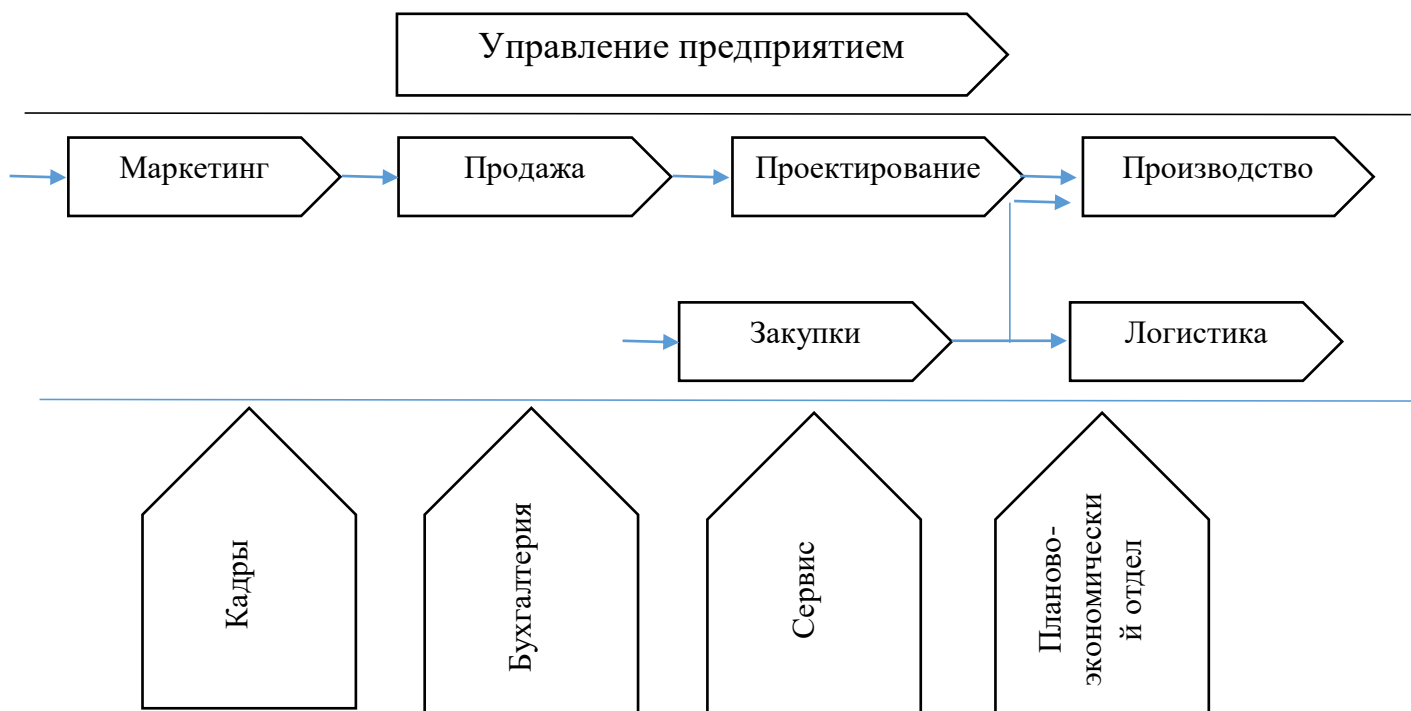 Управление предприятием
Маркетинг
Продажа
Проектирование
Производство
Закупки
Логистика
Кадры
Бухгалтерия
Сервис
Планово-
экономически
й отдел